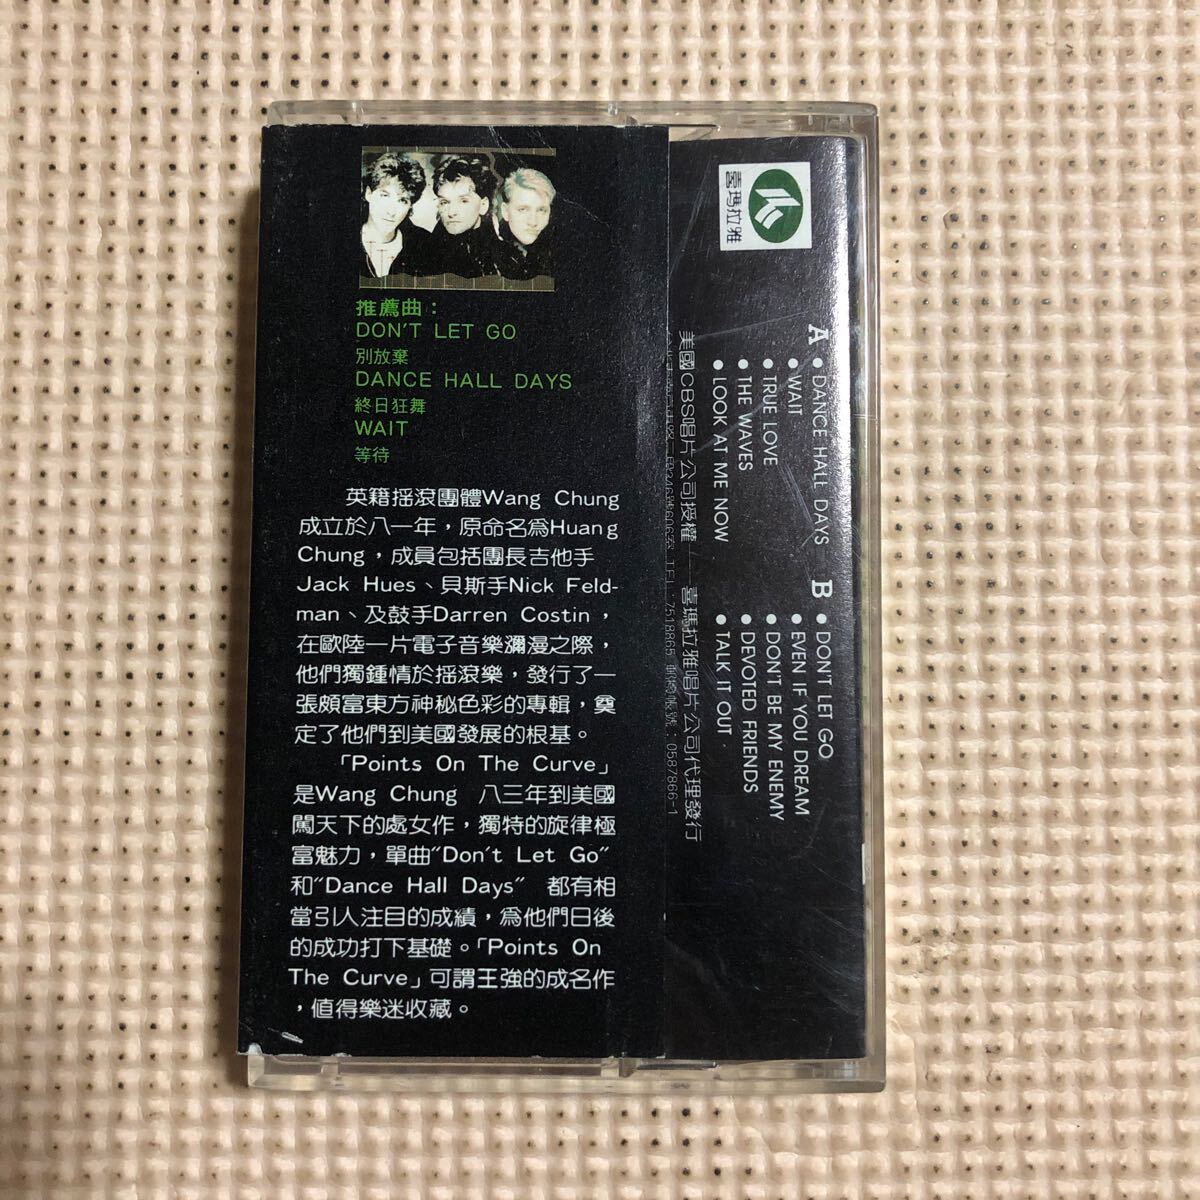 推薦曲：
DON'T LET GO
別放棄
DANCE HALL DAYS
終日狂舞
WAIT
等待
英籍搖滾團體Wang Chung
成立於八一年，原命名為Huang
Chung，成員包括團長吉他手
Jack Hues、貝斯手Nick Feld-
man、及鼓手Darren Costin，
在歐陸一片電子音樂瀰漫之際，
他們獨鍾情於搖滾樂，發行了一
張頗富東方神秘色彩的專輯，奠
定了他們到美國發展的根基。
「Points On The Curve」
是Wang Chung 八三年到美國
闖天下的處女作，獨特的旋律極
富魅力，單曲"Don't Let Go"
和"Dance Hall Days" 都有相
當引人注目的成績，為他們日後
的成功打下基礎。「Points On
The Curve」可謂王強的成名作
，值得樂迷收藏。
喜瑪拉雅
A
• DANCE HALL DAYS
• WAIT
• TRUE LOVE
• THE WAVES
• LOOK AT ME NOW
B
• DON'T LET GO
• EVEN IF YOU DREAM
• DON'T BE MY ENEMY
• DEVOTED FRIENDS
• TALK IT OUT
美國CBS唱片公司授權——喜瑪拉雅唱片公司代理發行
TEL:7518865 郵撥帳號：0587866-1